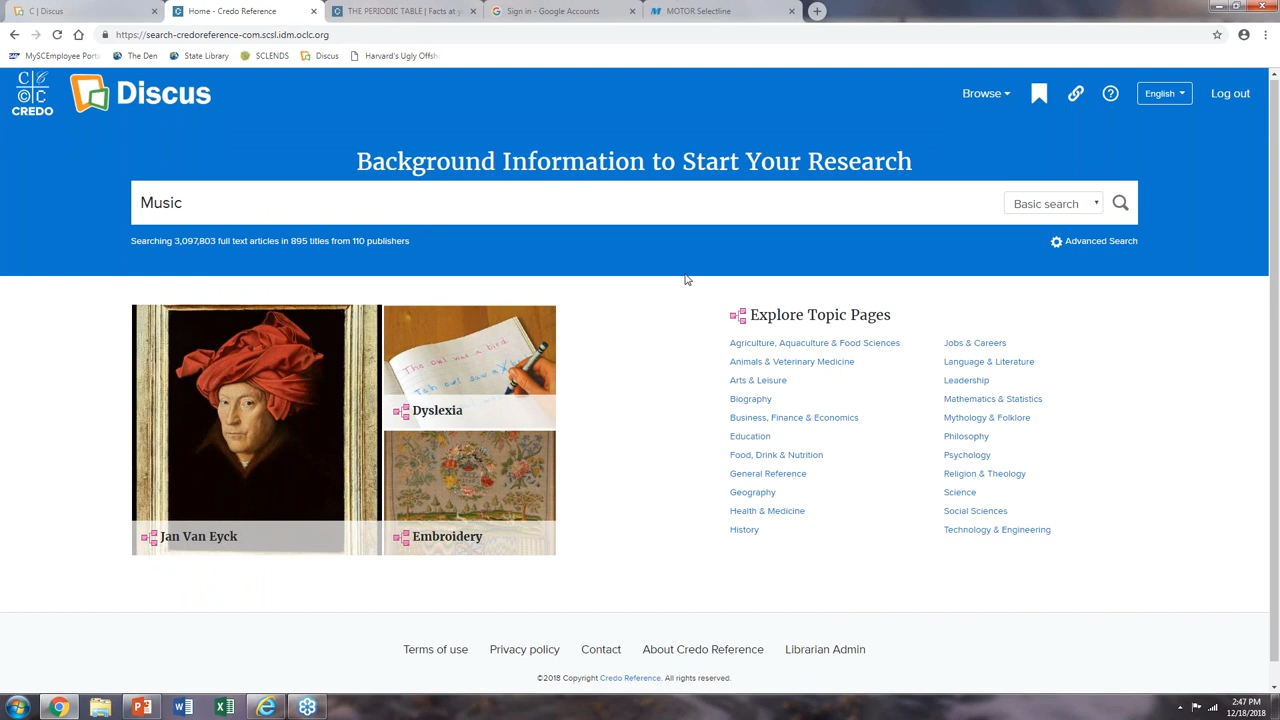 C | Discus
Home - Credo Reference
THE PERIODIC TABLE | Facts at y
Sign in - Google Accounts
MOTOR Selectline
https://search-credoreference-com.scsl.idm.oclc.org
MySCEmployee Porta
The Den
State Library
SCLENDS
Discus
Harvard's Ugly Offsh
CREDO
Discus
Browse
English
Log out
Background Information to Start Your Research
Music
Basic search
Searching 3,097,803 full text articles in 895 titles from 110 publishers
Advanced Search
The owl was a bird
Dyslexia
Jan Van Eyck
Embroidery
Explore Topic Pages
Agriculture, Aquaculture & Food Sciences
Animals & Veterinary Medicine
Arts & Leisure
Biography
Business, Finance & Economics
Education
Food, Drink & Nutrition
General Reference
Geography
Health & Medicine
History
Jobs & Careers
Language & Literature
Leadership
Mathematics & Statistics
Mythology & Folklore
Philosophy
Psychology
Religion & Theology
Science
Social Sciences
Technology & Engineering
Terms of use
Privacy policy
Contact
About Credo Reference
Librarian Admin
©2018 Copyright Credo Reference. All rights reserved.
2:47 PM
12/18/2018